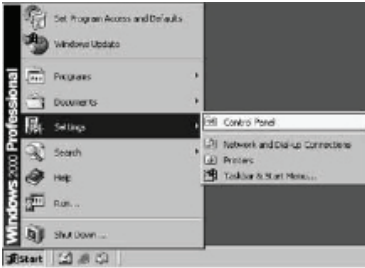 Set Program Access and Defaults
Windows Update
Programs
Documents
Settings
Search
Help
Run...
Shut Down...
Control Panel
Network and Dial-up Connections
Printers
Taskbar & Start Menu...
Windows 2000 Professional
Start